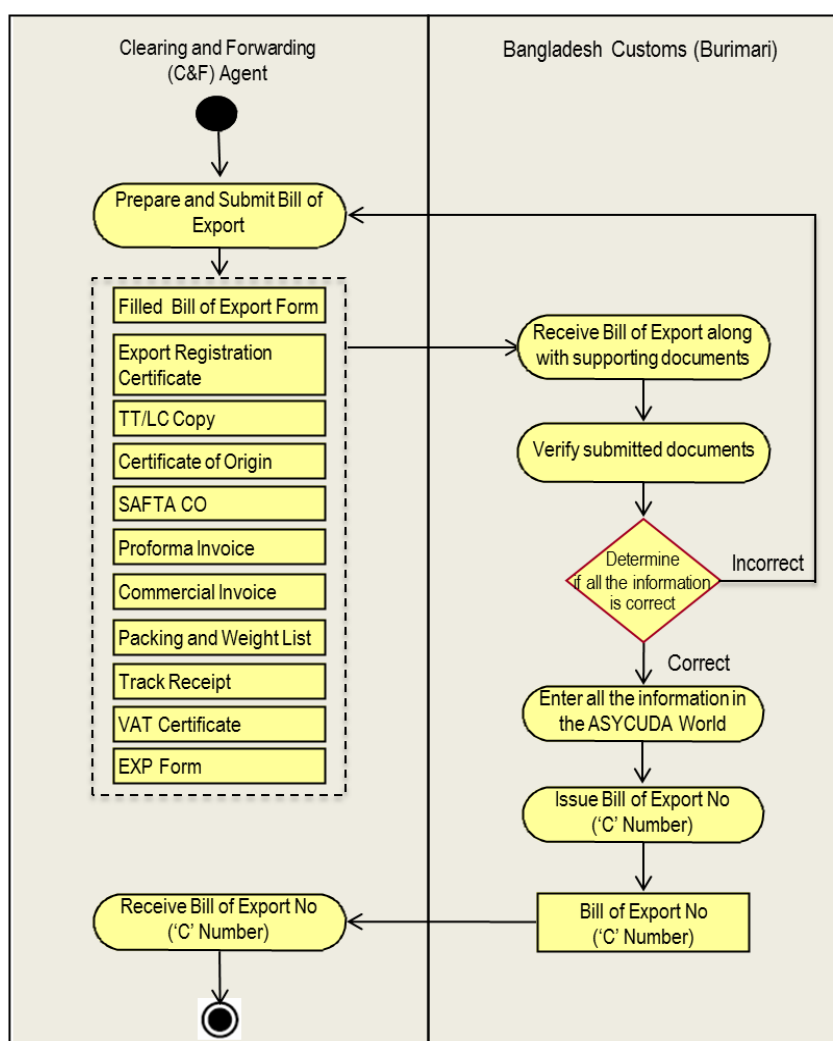 Clearing and Forwarding
(C&F) Agent
Bangladesh Customs (Burimari)
Prepare and Submit Bill of
Export
Filled Bill of Export Form
Export Registration
Certificate
TT/LC Copy
Certificate of Origin
SAFTA CO
Proforma Invoice
Commercial Invoice
Packing and Weight List
Track Receipt
VAT Certificate
EXP Form
Receive Bill of Export along
with supporting documents
Verify submitted documents
Determine
if all the information
is correct
Incorrect
Correct
Enter all the information in
the ASYCUDA World
Issue Bill of Export No
('C' Number)
Bill of Export No
('C' Number)
Receive Bill of Export No
('C' Number)